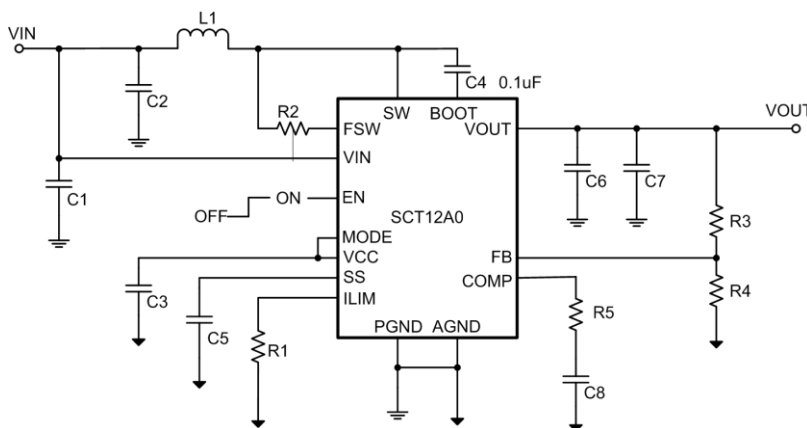 VIN
L1
C2
C4
0.1uF
R2
SW
BOOT
FSW
VOUT
VOUT
VIN
C1
C6
C7
OFF
ON
EN
SCT12A0
R3
MODE
VCC
FB
SS
COMP
C3
ILIM
R4
C5
R1
R5
PGND
AGND
C8